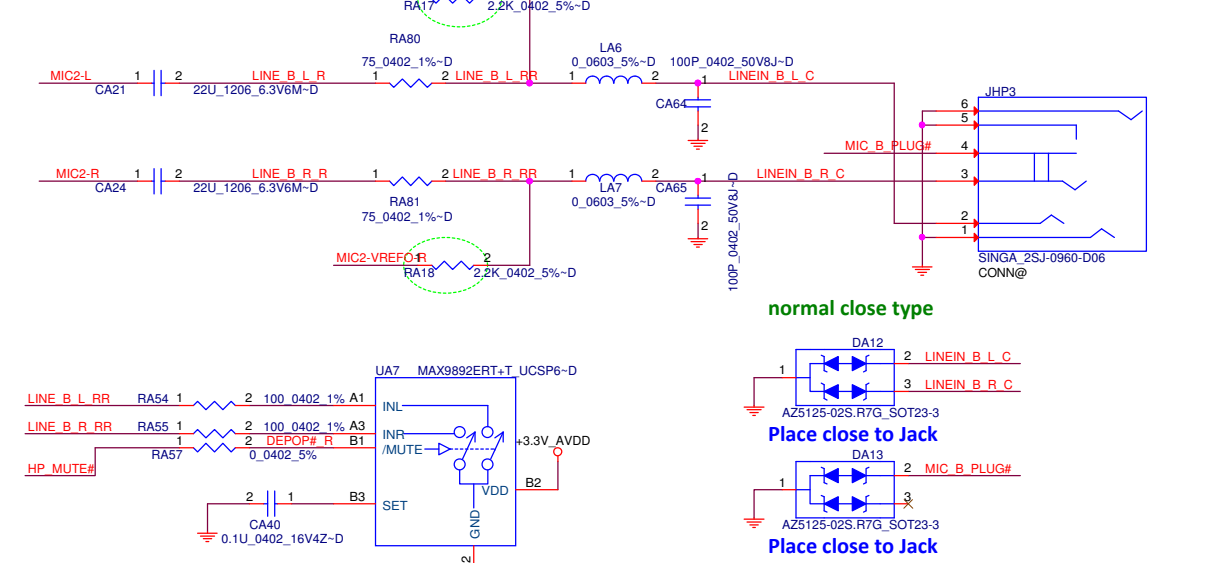 RA17 2.2K_0402_5%~D
RA80
75_0402_1%~D
LA6
0_0603_5%~D 100P_0402_50V8J~D
MIC2-L 1 2 LINE_B_L_R 1 2 LINE_B_L_RR 1 2 1 LINEIN_B_L_C
CA21 22U_1206_6.3V6M~D
CA64
2
JHP3
6
5
MIC_B_PLUG# 4
3
2
1
SINGA_2SJ-0960-D06
CONN@
MIC2-R 1 2 LINE_B_R_R 1 2 LINE_B_R_RR 1 2 1 LINEIN_B_R_C
CA24 22U_1206_6.3V6M~D
RA81
75_0402_1%~D
LA7
0_0603_5%~D
CA65
2
100P_0402_50V8J~D
MIC2-VREFO-R 1 2
RA18 2.2K_0402_5%~D
normal close type
UA7 MAX9892ERT+T_UCSP6~D
LINE_B_L_RR RA54 1 2 100_0402_1% A1 INL
LINE_B_R_RR RA55 1 2 100_0402_1% A3 INR
1 2 DEPOP#_R B1 /MUTE
RA57 0_0402_5%
HP_MUTE#
+3.3V_AVDD
VDD B2
2 1 B3 SET
CA40
0.1U_0402_16V4Z~D
GND
2
DA12
1 2 LINEIN_B_L_C
3 LINEIN_B_R_C
AZ5125-02S.R7G_SOT23-3
Place close to Jack
DA13
1 2 MIC_B_PLUG#
3
AZ5125-02S.R7G_SOT23-3
Place close to Jack